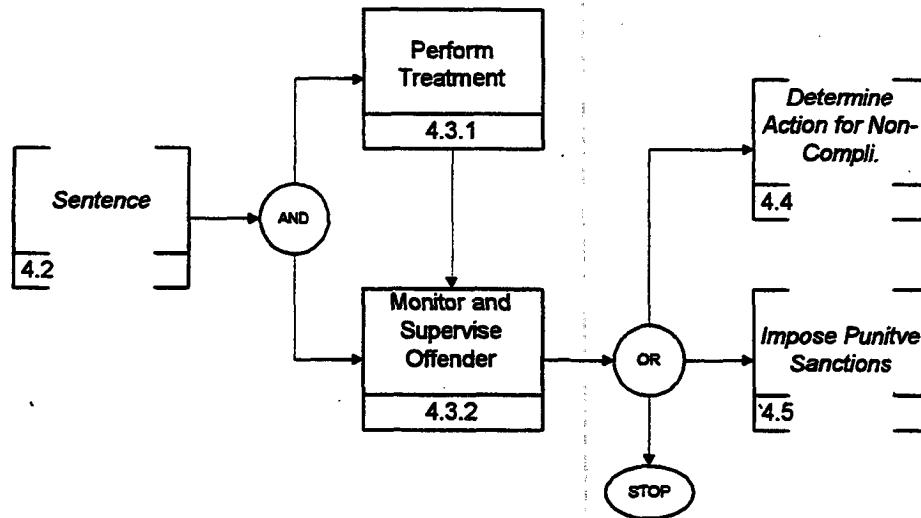 Perform
Treatment
4.3.1
Sentence
4.2
AND
Monitor and
Supervise
Offender
4.3.2
OR
STOP
Determine
Action for Non-
Compli.
4.4
Impose Punitve
Sanctions
4.5